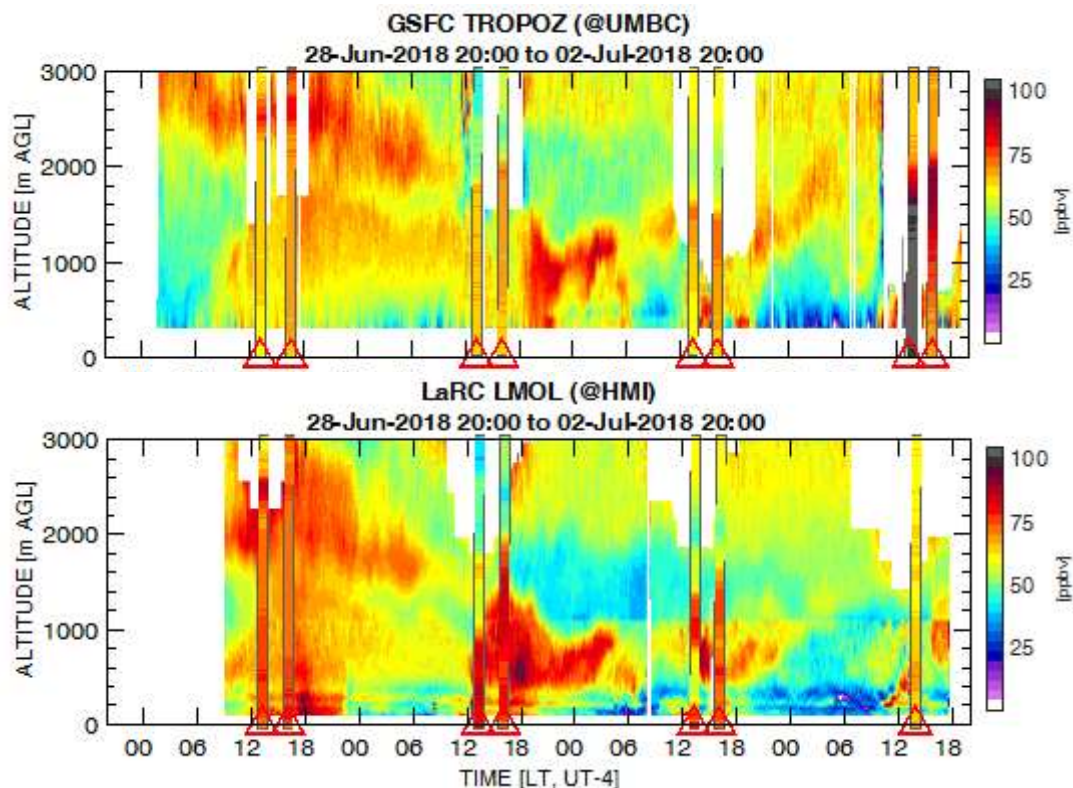 GSFC TROPOZ (@UMBC)
28-Jun-2018 20:00 to 02-Jul-2018 20:00
ALTITUDE [m AGL]
3000
2000
1000
0
100
75
50
25
[ppbv]
LaRC LMOL (@HMI)
28-Jun-2018 20:00 to 02-Jul-2018 20:00
ALTITUDE [m AGL]
3000
2000
1000
0
100
75
50
25
[ppbv]
00 06 12 18 00 06 12 18 00 06 12 18 00 06 12 18
TIME [LT, UT-4]